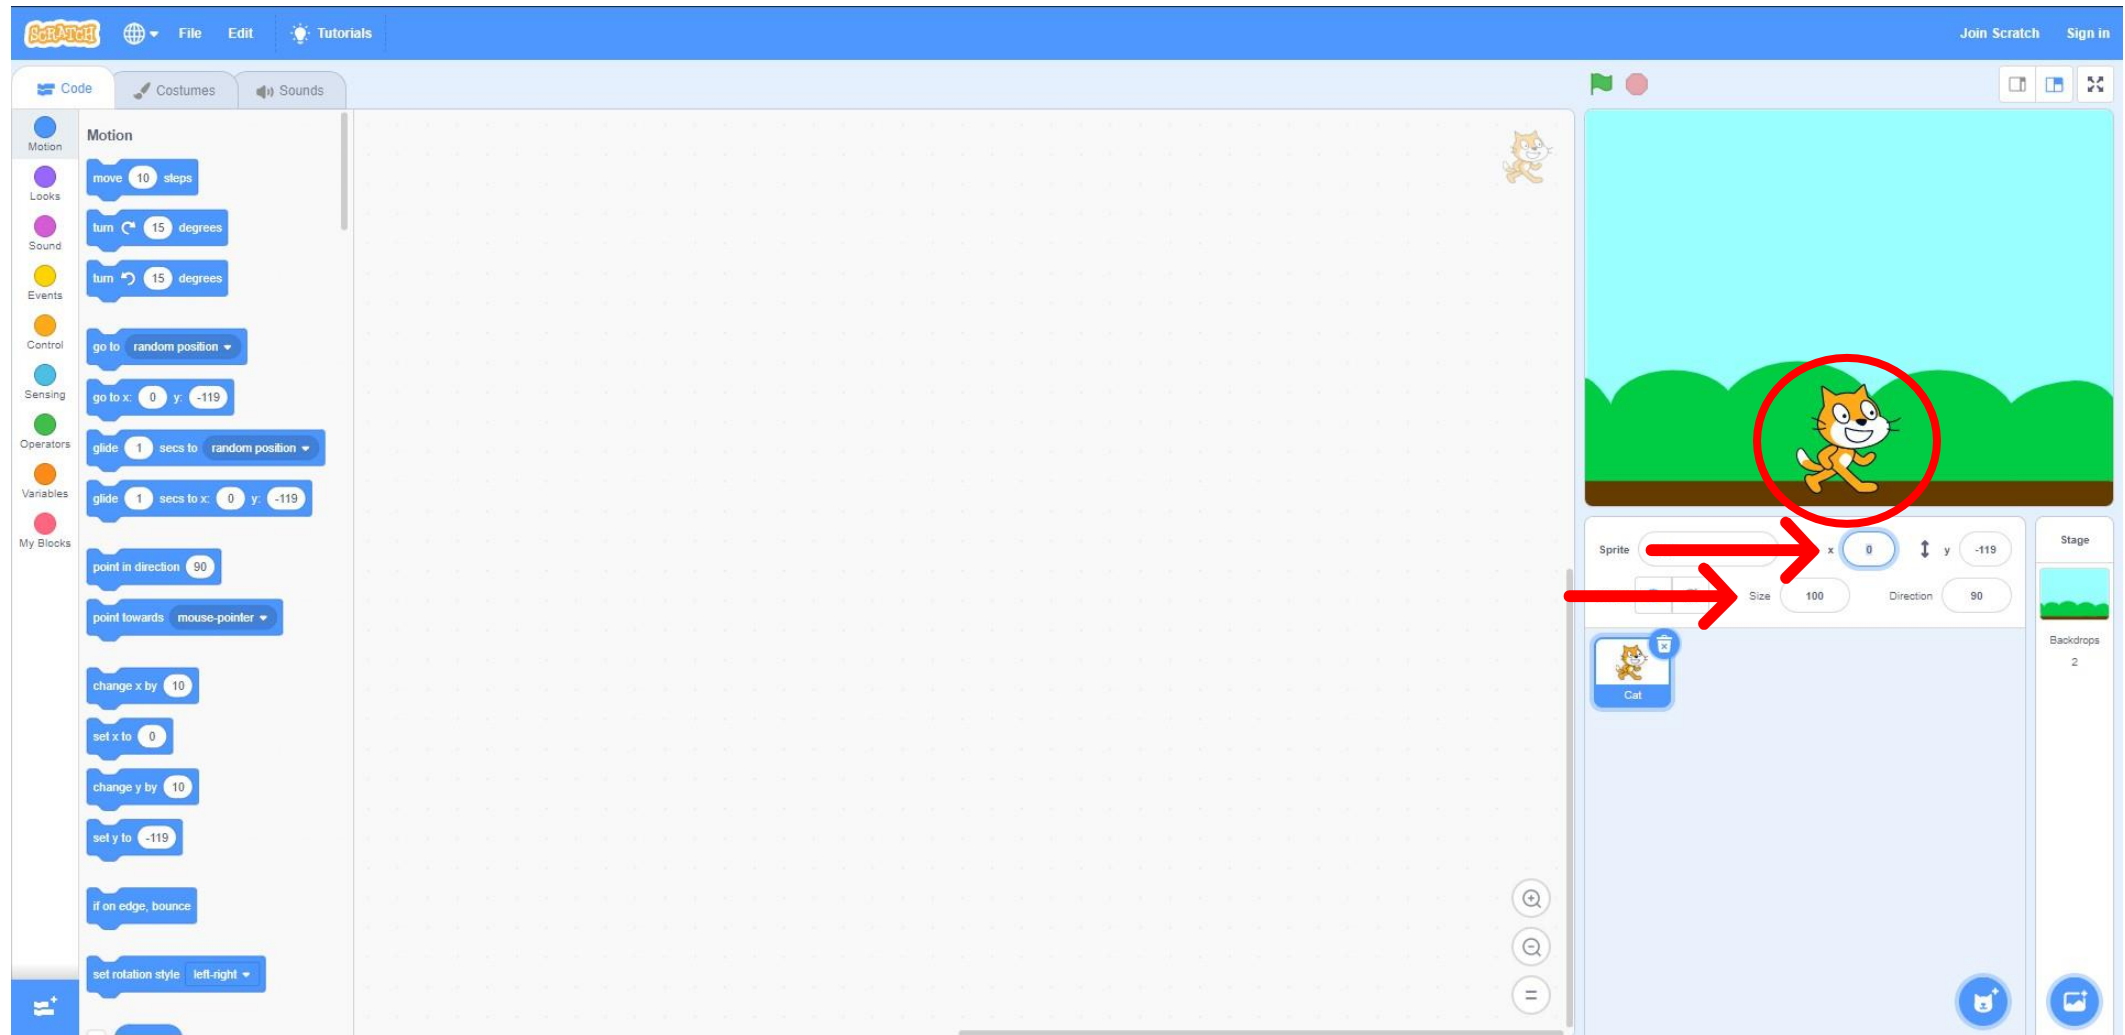 SCRATCH File Edit Tutorials Join Scratch Sign in
Code Costumes Sounds
Motion
Looks
Sound
Events
Control
Sensing
Operators
Variables
My Blocks
Motion
move 10 steps
turn 15 degrees
turn 15 degrees
go to random position
go to x: 0 y: -119
glide 1 secs to random position
glide 1 secs to x: 0 y: -119
point in direction 90
point towards mouse-pointer
change x by 10
set x to 0
change y by 10
set y to -119
if on edge, bounce
set rotation style left-right
Sprite x 0 y -119
Size 100 Direction 90
Cat
Stage
Backdrops
2